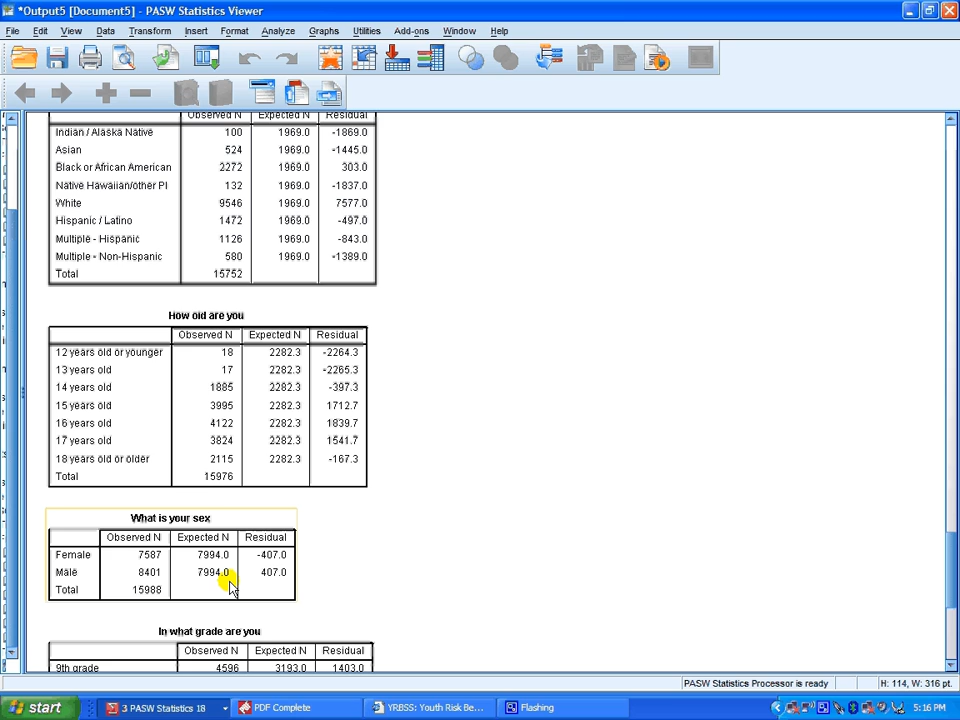 *Output5 [Document5] - PASW Statistics Viewer
File Edit View Data Transform Insert Format Analyze Graphs Utilities Add-ons Window Help
Observed N Expected N Residual
Indian / Alaska Native 100 1969.0 -1869.0
Asian 524 1969.0 -1445.0
Black or African American 2272 1969.0 303.0
Native Hawaiian/other PI 132 1969.0 -1837.0
White 9546 1969.0 7577.0
Hispanic / Latino 1472 1969.0 -497.0
Multiple - Hispanic 1126 1969.0 -843.0
Multiple - Non-Hispanic 580 1969.0 -1389.0
Total 15752
How old are you
Observed N Expected N Residual
12 years old or younger 18 2282.3 -2264.3
13 years old 17 2282.3 -2265.3
14 years old 1885 2282.3 -397.3
15 years old 3995 2282.3 1712.7
16 years old 4122 2282.3 1839.7
17 years old 3824 2282.3 1541.7
18 years old or older 2115 2282.3 -167.3
Total 15976
What is your sex
Observed N Expected N Residual
Female 7587 7994.0 -407.0
Male 8401 7994.0 407.0
Total 15988
In what grade are you
Observed N Expected N Residual
9th grade 4596 3193.0 1403.0
PASW Statistics Processor is ready H: 114, W: 316 pt.
start 3 PASW Statistics 18 PDF Complete YRBSS: Youth Risk Be... Flashing 5:16 PM